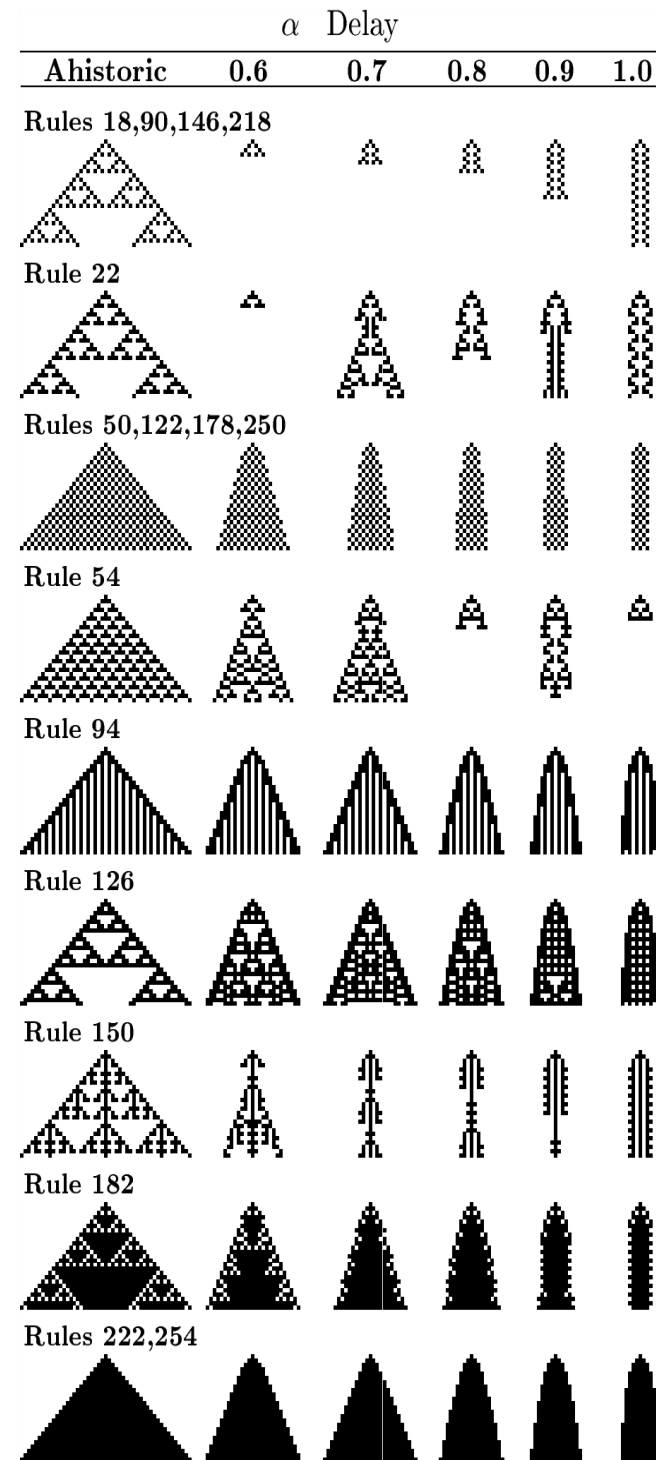 α Delay
Ahistoric 0.6 0.7 0.8 0.9 1.0
Rules 18,90,146,218
Rule 22
Rules 50,122,178,250
Rule 54
Rule 94
Rule 126
Rule 150
Rule 182
Rules 222,254